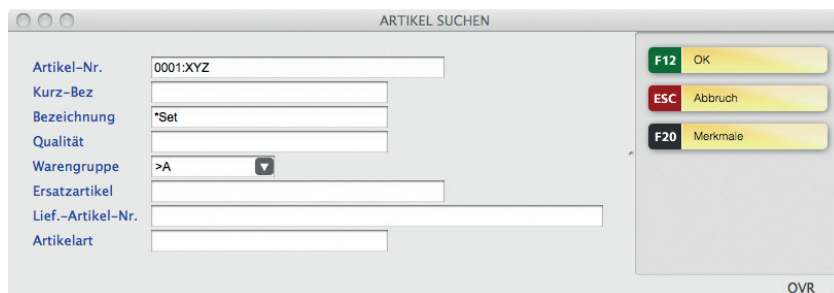 ARTIKEL SUCHEN
Artikel-Nr. 0001:XYZ
Kurz-Bez
Bezeichnung *Set
Qualität
Warengruppe >A
Ersatzartikel
Lief.-Artikel-Nr.
Artikelart
F12 OK
ESC Abbruch
F20 Merkmale
OVR